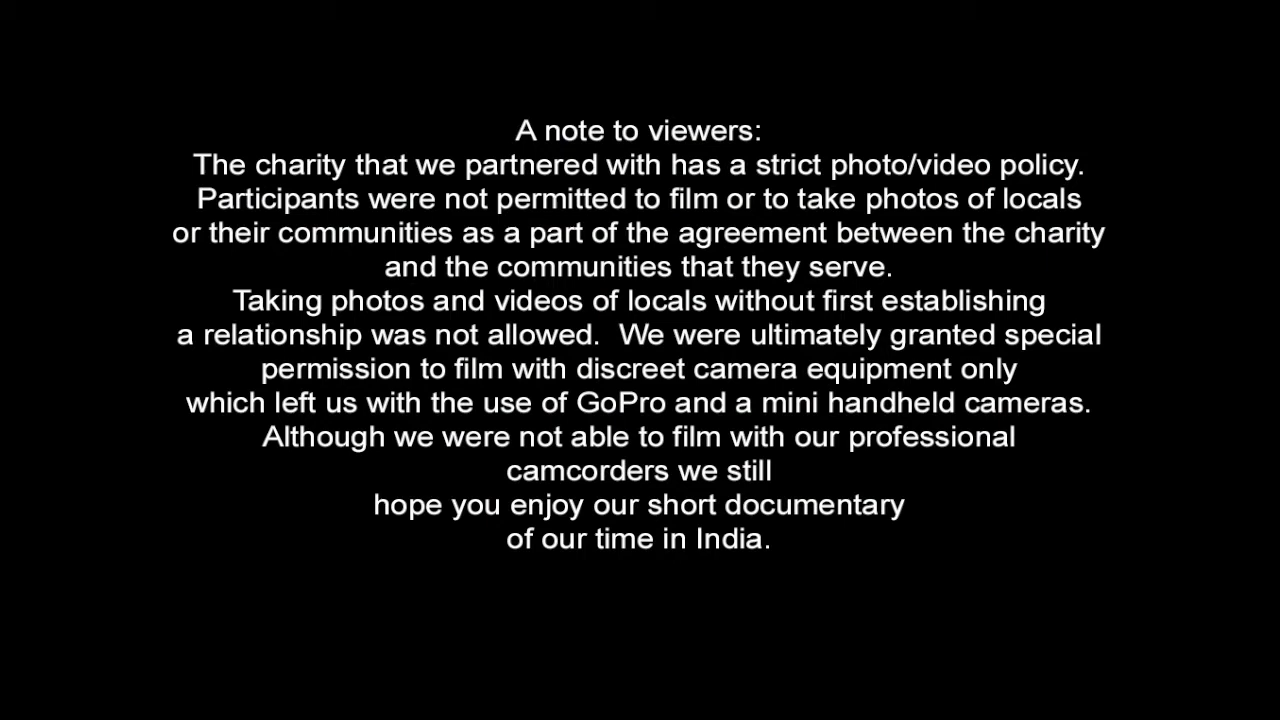 A note to viewers:
The charity that we partnered with has a strict photo/video policy.
Participants were not permitted to film or to take photos of locals
or their communities as a part of the agreement between the charity
and the communities that they serve.
Taking photos and videos of locals without first establishing
a relationship was not allowed.  We were ultimately granted special
permission to film with discreet camera equipment only
which left us with the use of GoPro and a mini handheld cameras.
Although we were not able to film with our professional
camcorders we still
hope you enjoy our short documentary
of our time in India.